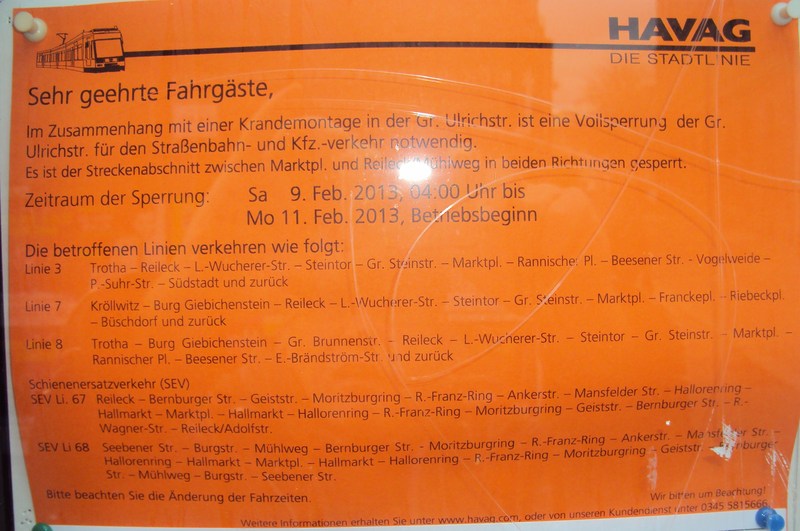 HAVAG
DIE STADTLINIE
Sehr geehrte Fahrgäste,
Im Zusammenhang mit einer Krandemontage in der Gr. Ulrichstr. ist eine Vollsperrung der Gr.
Ulrichstr. für den Straßenbahn- und Kfz.-verkehr notwendig.
Es ist der Streckenabschnitt zwischen Marktpl. und Reileck/Mühlweg in beiden Richtungen gesperrt.
Zeitraum der Sperrung: Sa 9. Feb. 2013, 04:00 Uhr bis
Mo 11. Feb. 2013, Betriebsbeginn
Die betroffenen Linien verkehren wie folgt:
Linie 3 Trotha – Reileck – L.-Wucherer-Str. – Steintor – Gr. Steinstr. – Marktpl. – Rannischer Pl. – Beesener Str. - Vogelweide –
P.-Suhr-Str. – Südstadt und zurück
Linie 7 Kröllwitz – Burg Giebichenstein – Reileck – L.-Wucherer-Str. – Steintor – Gr. Steinstr. – Marktpl. – Franckepl. – Riebeckpl.
– Büschdorf und zurück
Linie 8 Trotha – Burg Giebichenstein – Gr. Brunnenstr. – Reileck – L.-Wucherer-Str. – Steintor – Gr. Steinstr. – Marktpl. –
Rannischer Pl. – Beesener Str. – E.-Brändström-Str. und zurück
Schienenersatzverkehr (SEV)
SEV Li. 67 Reileck – Bernburger Str. – Geiststr. – Moritzburgring – R.-Franz-Ring – Ankerstr. – Mansfelder Str. – Hallorenring –
Hallmarkt – Marktpl. – Hallmarkt – Hallorenring – R.-Franz-Ring – Moritzburgring – Geiststr. – Bernburger Str. – R.-
Wagner-Str. – Reileck/Adolfstr.
SEV Li 68 Seebener Str. – Burgstr. – Mühlweg – Bernburger Str. - Moritzburgring – R.-Franz-Ring – Ankerstr. – Mansfelder Str. –
Hallorenring – Hallmarkt – Marktpl. – Hallmarkt – Hallorenring – R.-Franz-Ring – Moritzburgring – Geiststr. – Bernburger
Str. – Mühlweg – Burgstr. – Seebener Str.
Bitte beachten Sie die Änderung der Fahrzeiten.
Wir bitten um Beachtung!
Weitere Informationen erhalten Sie unter www.havag.com, oder von unseren Kundendienst unter 0345 5815666